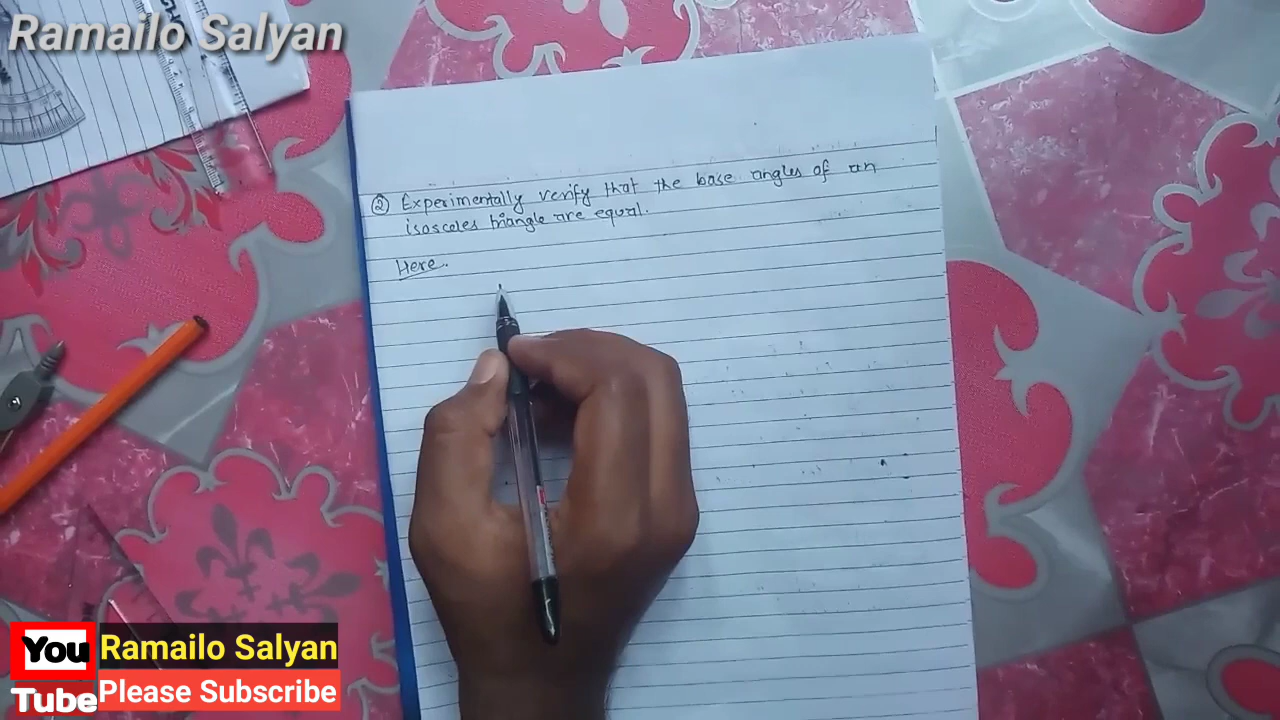 Ramailo Salyan
② Experimentally verify that the base angles of an
isosceles triangle are equal.
Here.
You
Tube
Ramailo Salyan
Please Subscribe